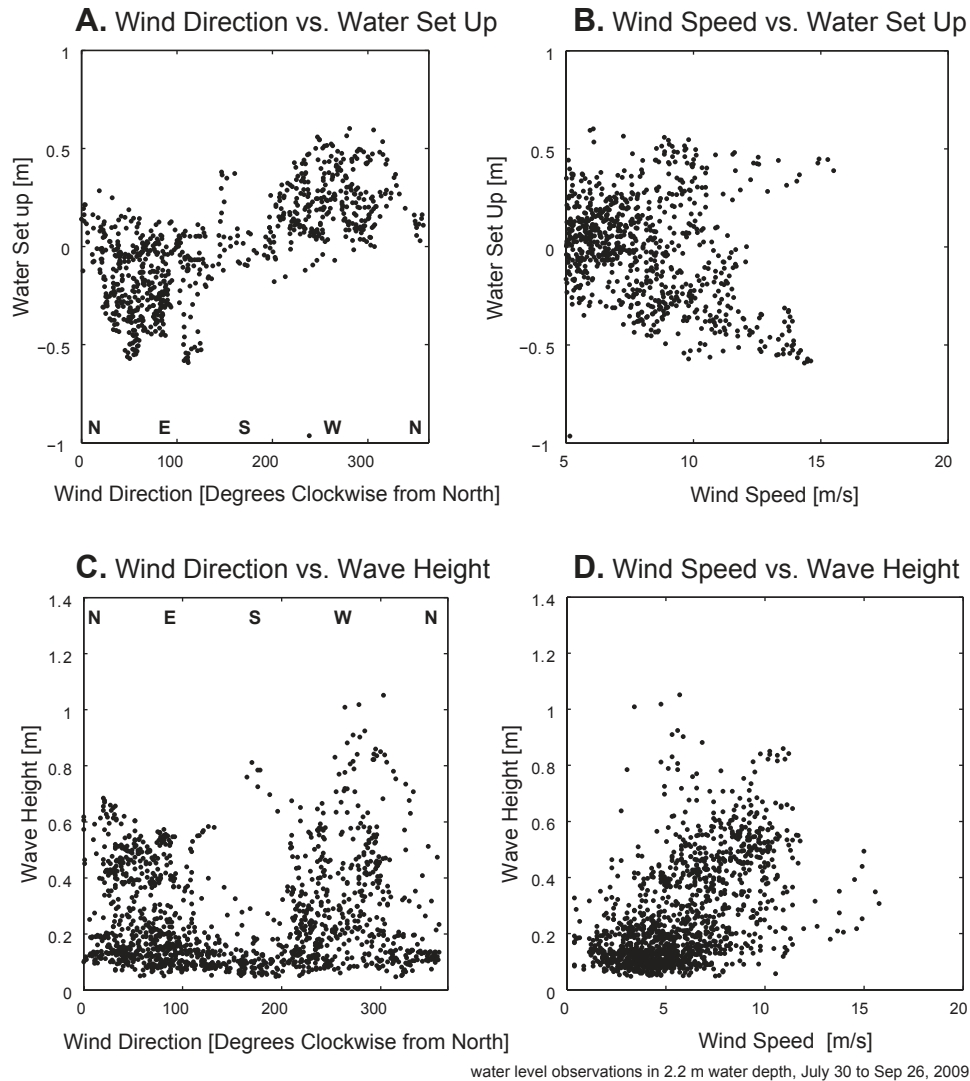 A. Wind Direction vs. Water Set Up
Water Set up [m]
1
0.5
0
−0.5
−1
N E S W N
0 100 200 300
Wind Direction [Degrees Clockwise from North]
B. Wind Speed vs. Water Set Up
Water Set Up [m]
1
0.5
0
−0.5
−1
5 10 15 20
Wind Speed [m/s]
C. Wind Direction vs. Wave Height
Wave Height [m]
1.4
N E S W N
1.2
1
0.8
0.6
0.4
0.2
0
0 100 200 300
Wind Direction [Degrees Clockwise from North]
D. Wind Speed vs. Wave Height
Wave Height [m]
1.4
1.2
1
0.8
0.6
0.4
0.2
0
0 5 10 15 20
Wind Speed [m/s]
water level observations in 2.2 m water depth, July 30 to Sep 26, 2009